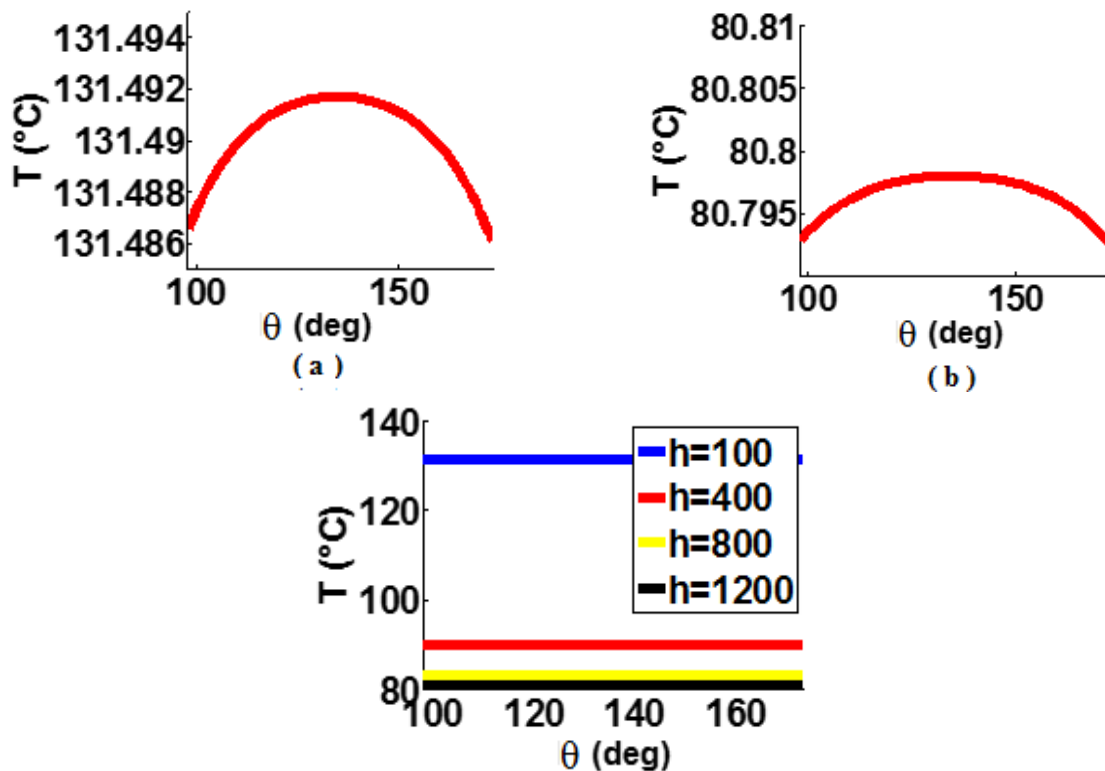 131.494
131.492
131.49
131.488
131.486
T (°C)
100 150
θ (deg)
( a )
80.81
80.805
80.8
80.795
T (°C)
100 150
θ (deg)
( b )
140
120
100
80
T (°C)
h=100
h=400
h=800
h=1200
100 120 140 160
θ (deg)